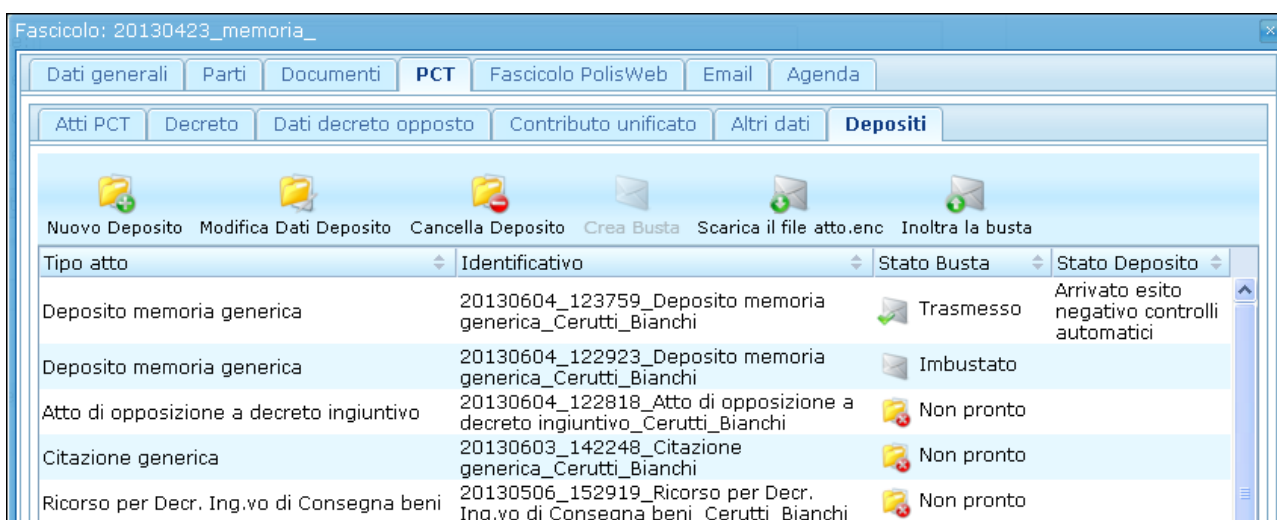 Fascicolo: 20130423_memoria_
Dati generali Parti Documenti PCT Fascicolo PolisWeb Email Agenda
Atti PCT Decreto Dati decreto opposto Contributo unificato Altri dati Depositi
Nuovo Deposito Modifica Dati Deposito Cancella Deposito Crea Busta Scarica il file atto.enc Inoltra la busta
Tipo atto Identificativo Stato Busta Stato Deposito
Deposito memoria generica 20130604_123759_Deposito memoria generica_Cerutti_Bianchi Trasmesso Arrivato esito negativo controlli automatici
Deposito memoria generica 20130604_122923_Deposito memoria generica_Cerutti_Bianchi Imbustato
Atto di opposizione a decreto ingiuntivo 20130604_122818_Atto di opposizione a decreto ingiuntivo_Cerutti_Bianchi Non pronto
Citazione generica 20130603_142248_Citazione generica_Cerutti_Bianchi Non pronto
Ricorso per Decr. Ing.vo di Consegna beni 20130506_152919_Ricorso per Decr. Ing.vo di Consegna beni_Cerutti_Bianchi Non pronto